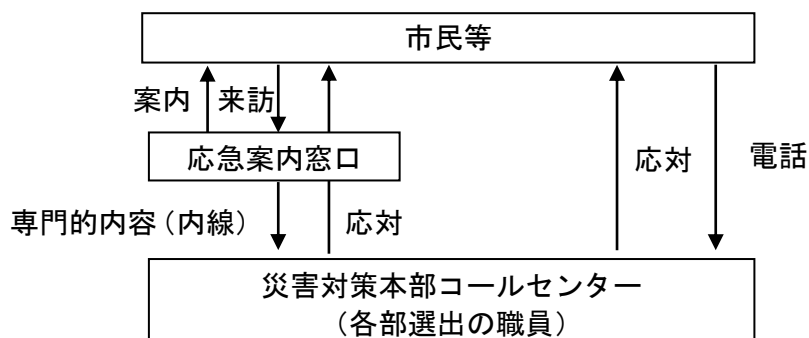 市民等
案内
来訪
応急案内窓口
応対
電話
専門的内容（内線）
応対
災害対策本部コールセンター
（各部選出の職員）